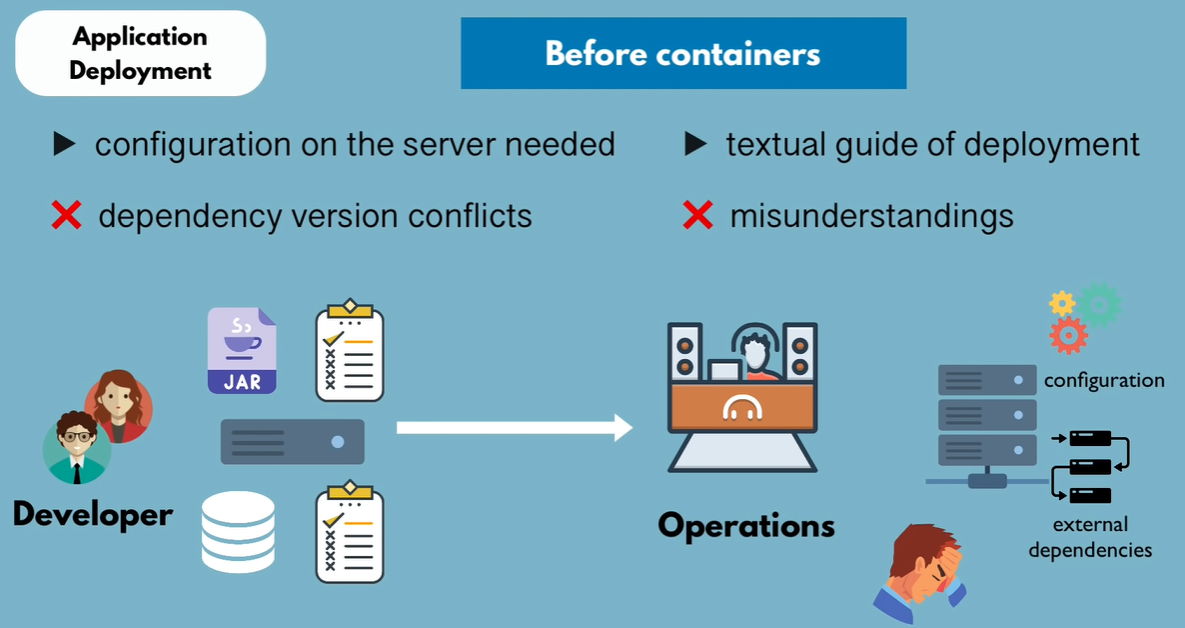 Application
Deployment
Before containers
configuration on the server needed
dependency version conflicts
textual guide of deployment
misunderstandings
JAR
Developer
Operations
configuration
external
dependencies